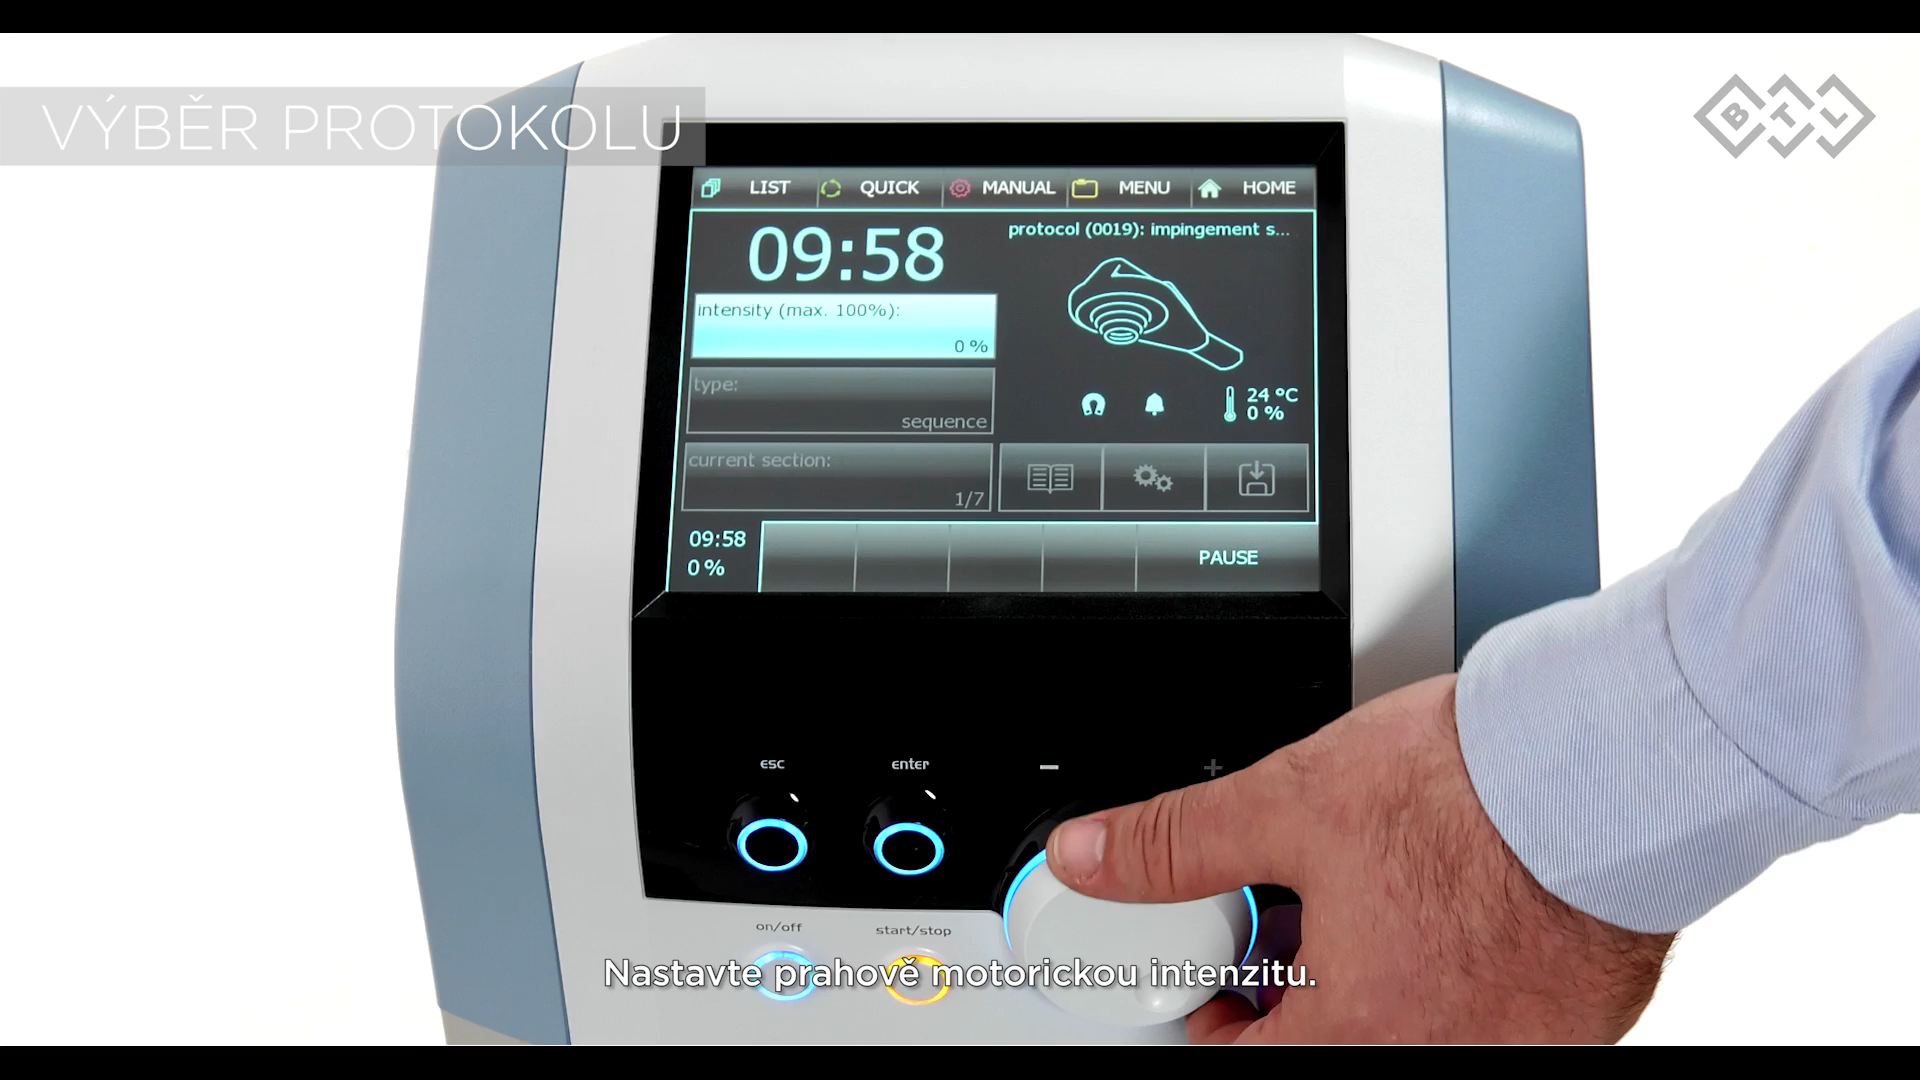 VÝBĚR PROTOKOLU
BTL
LIST QUICK MANUAL MENU HOME
09:58
protocol (0019): impingement s...
intensity (max. 100%):
0 %
type:
sequence
24 °C
0 %
current section:
1/7
09:58
0 %
PAUSE
esc enter − +
on/off start/stop
Nastavte prahově motorickou intenzitu.